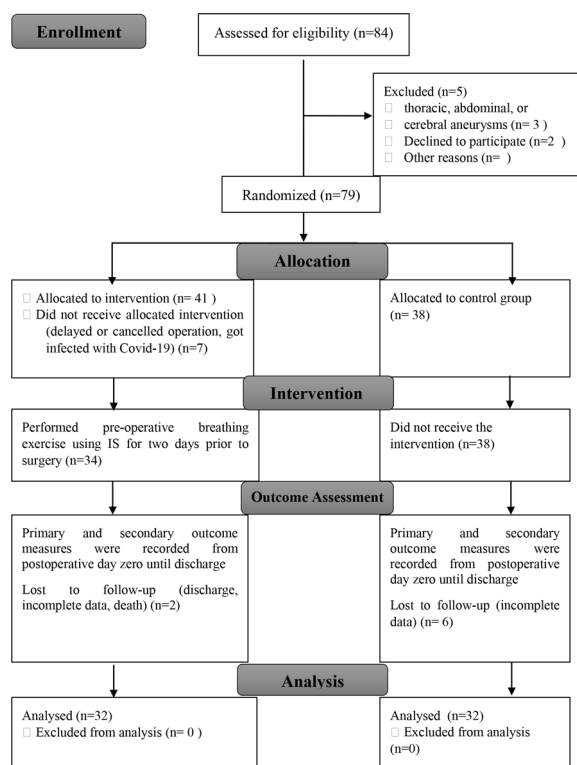 Enrollment
Assessed for eligibility (n=84)
Excluded (n=5)
thoracic, abdominal, or
cerebral aneurysms (n= 3 )
Declined to participate (n=2 )
Other reasons (n= )
Randomized (n=79)
Allocation
Allocated to intervention (n= 41 )
Did not receive allocated intervention
(delayed or cancelled operation, got
infected with Covid-19) (n=7)
Allocated to control group
(n= 38)
Intervention
Performed pre-operative breathing
exercise using IS for two days prior to
surgery (n=34)
Did not received the
intervention (n=38)
Outcome Assessment
Primary and secondary outcome
measures were recorded from
postoperative day zero until discharge
Lost to follow-up (discharge,
incomplete data, death) (n=2)
Primary and secondary
outcome measures were
recorded from postoperative
day zero until discharge
Lost to follow-up (incomplete
data) (n= 6)
Analysis
Analysed (n=32)
Excluded from analysis (n= 0 )
Analysed (n=32)
Excluded from analysis
(n=0)